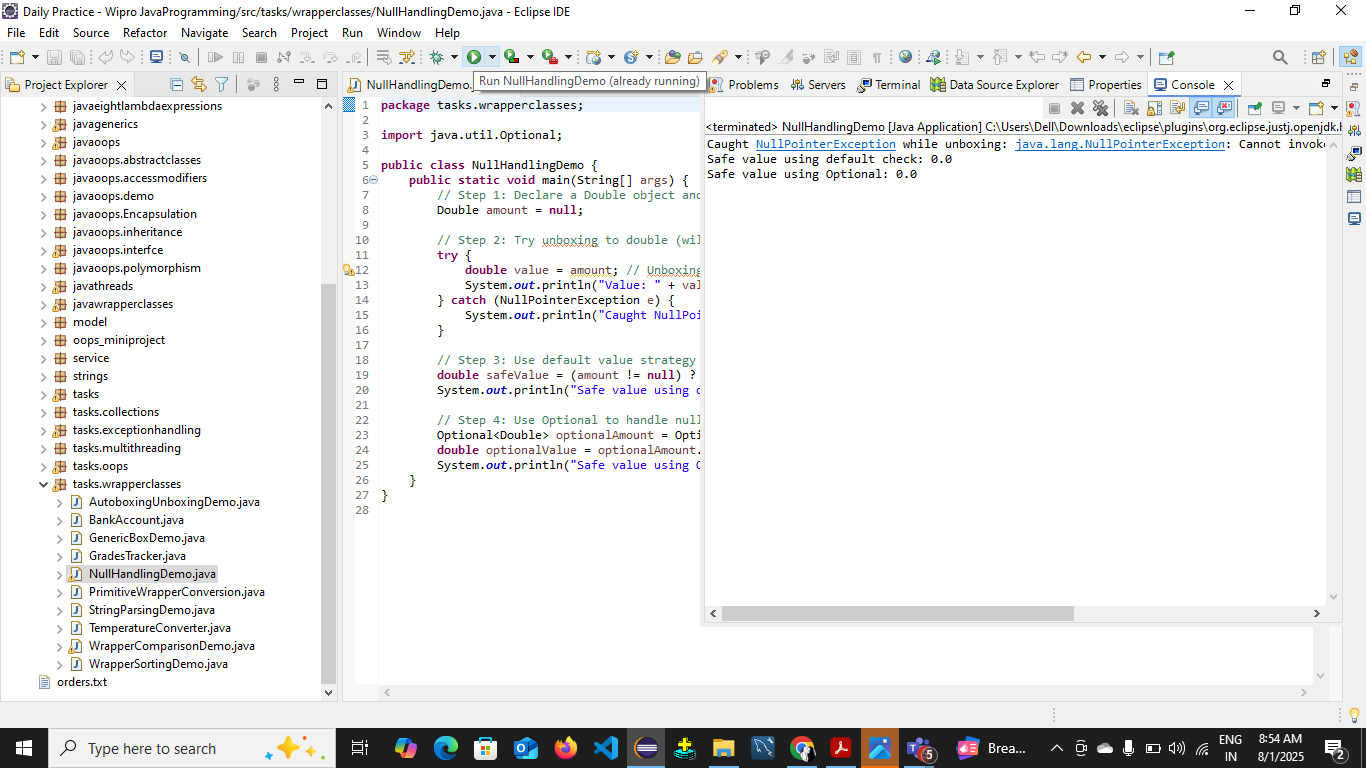 Daily Practice - Wipro JavaProgramming/src/tasks/wrapperclasses/NullHandlingDemo.java - Eclipse IDE
File Edit Source Refactor Navigate Search Project Run Window Help
Run NullHandlingDemo (already running)
Project Explorer
javaeightlambdaexpressions
javagenerics
javaoops
javaoops.abstractclasses
javaoops.accessmodifiers
javaoops.demo
javaoops.Encapsulation
javaoops.inheritance
javaoops.interfce
javaoops.polymorphism
javathreads
javawrapperclasses
model
oops_miniproject
service
strings
tasks
tasks.collections
tasks.exceptionhandling
tasks.multithreading
tasks.oops
tasks.wrapperclasses
AutoboxingUnboxingDemo.java
BankAccount.java
GenericBoxDemo.java
GradesTracker.java
NullHandlingDemo.java
PrimitiveWrapperConversion.java
StringParsingDemo.java
TemperatureConverter.java
WrapperComparisonDemo.java
WrapperSortingDemo.java
orders.txt
NullHandlingDemo.
1 package tasks.wrapperclasses;
2
3 import java.util.Optional;
4
5 public class NullHandlingDemo {
6 public static void main(String[] args) {
7 // Step 1: Declare a Double object and
8 Double amount = null;
9
10 // Step 2: Try unboxing to double (wil
11 try {
12 double value = amount; // Unboxing
13 System.out.println("Value: " + val
14 } catch (NullPointerException e) {
15 System.out.println("Caught NullPoi
16 }
17
18 // Step 3: Use default value strategy
19 double safeValue = (amount != null) ?
20 System.out.println("Safe value using d
21
22 // Step 4: Use Optional to handle null
23 Optional<Double> optionalAmount = Opti
24 double optionalValue = optionalAmount.
25 System.out.println("Safe value using O
26 }
27 }
28
Problems Servers Terminal Data Source Explorer Properties Console
<terminated> NullHandlingDemo [Java Application] C:\Users\Dell\Downloads\eclipse\plugins\org.eclipse.justj.openjdk.h
Caught NullPointerException while unboxing: java.lang.NullPointerException: Cannot invoke
Safe value using default check: 0.0
Safe value using Optional: 0.0
Type here to search
5
Brea...
ENG
IN
8:54 AM
8/1/2025
2